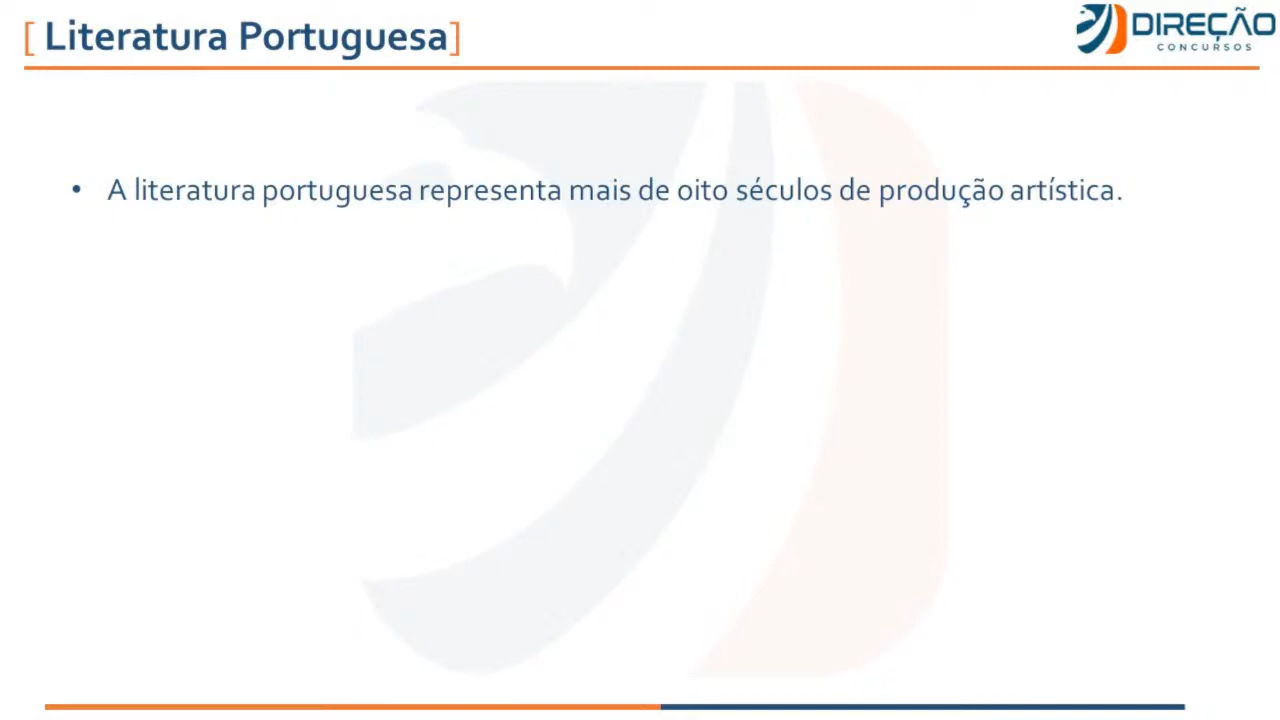 [ Literatura Portuguesa]
DIREÇÃO
CONCURSOS
• A literatura portuguesa representa mais de oito séculos de produção artística.